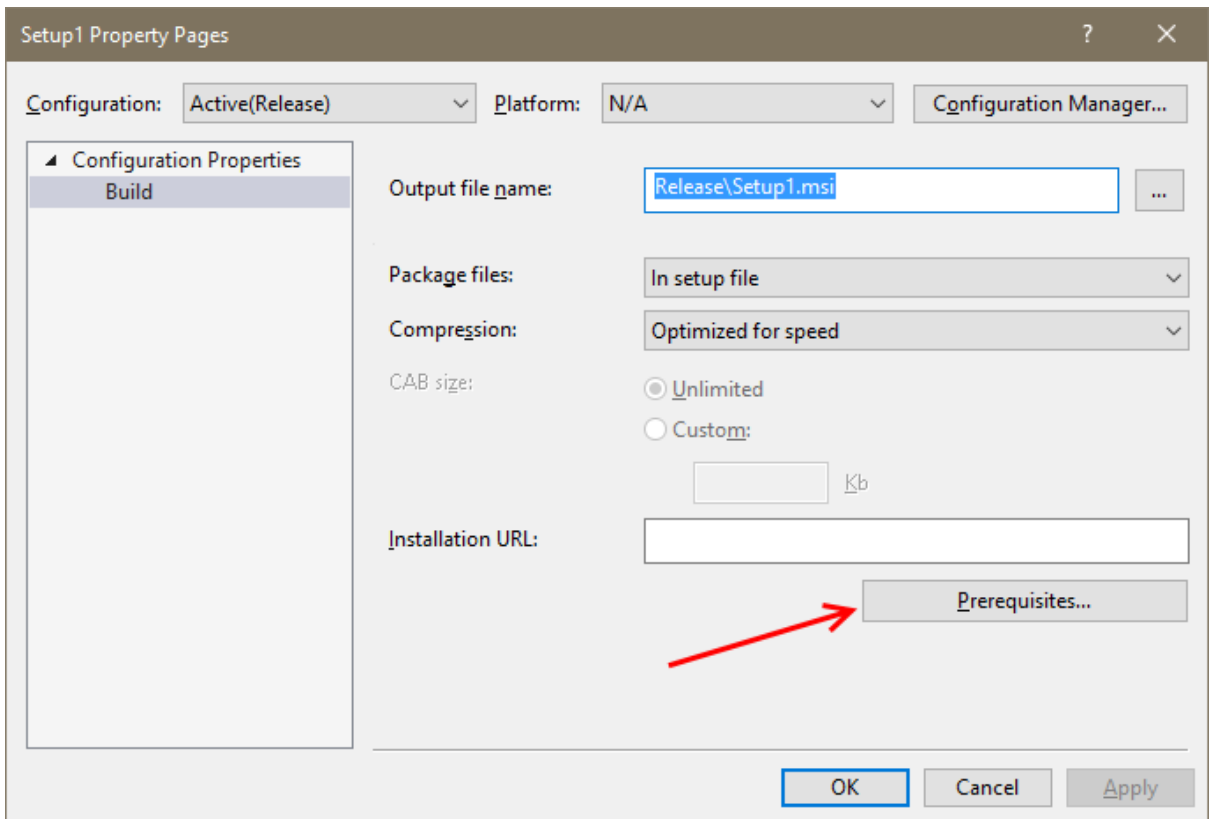 Setup1 Property Pages
?
Configuration: Active(Release) Platform: N/A Configuration Manager...
Configuration Properties
Build
Output file name: Release\Setup1.msi ...
Package files: In setup file
Compression: Optimized for speed
CAB size: Unlimited
Custom:
Kb
Installation URL:
Prerequisites...
OK Cancel Apply